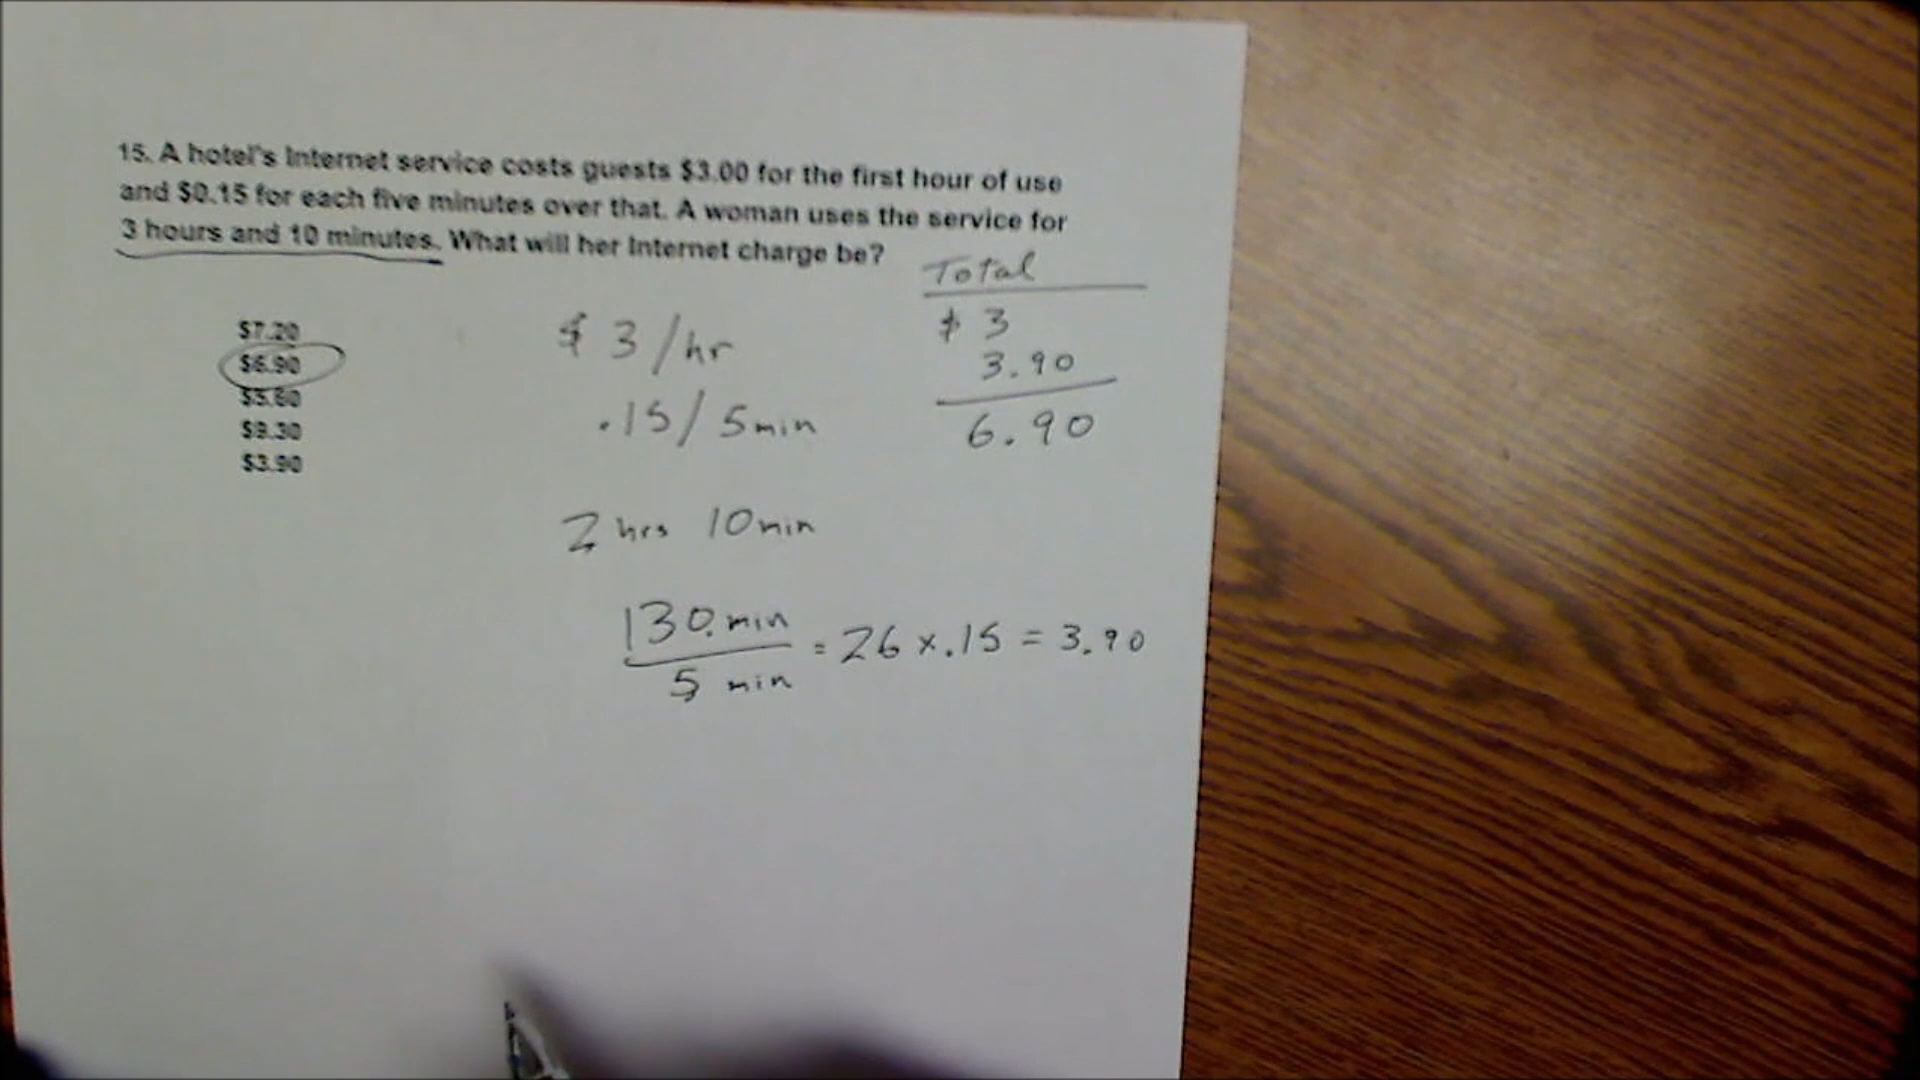 15. A hotel's Internet service costs guests $3.00 for the first hour of use
and $0.15 for each five minutes over that. A woman uses the service for
3 hours and 10 minutes. What will her Internet charge be?
$7.20
$6.90
$5.60
$9.30
$3.90
$ 3 /hr
.15 / 5min
2 hrs 10min
130 min
5 min
= 26 x .15 = 3.90
Total
$ 3
3.90
6.90